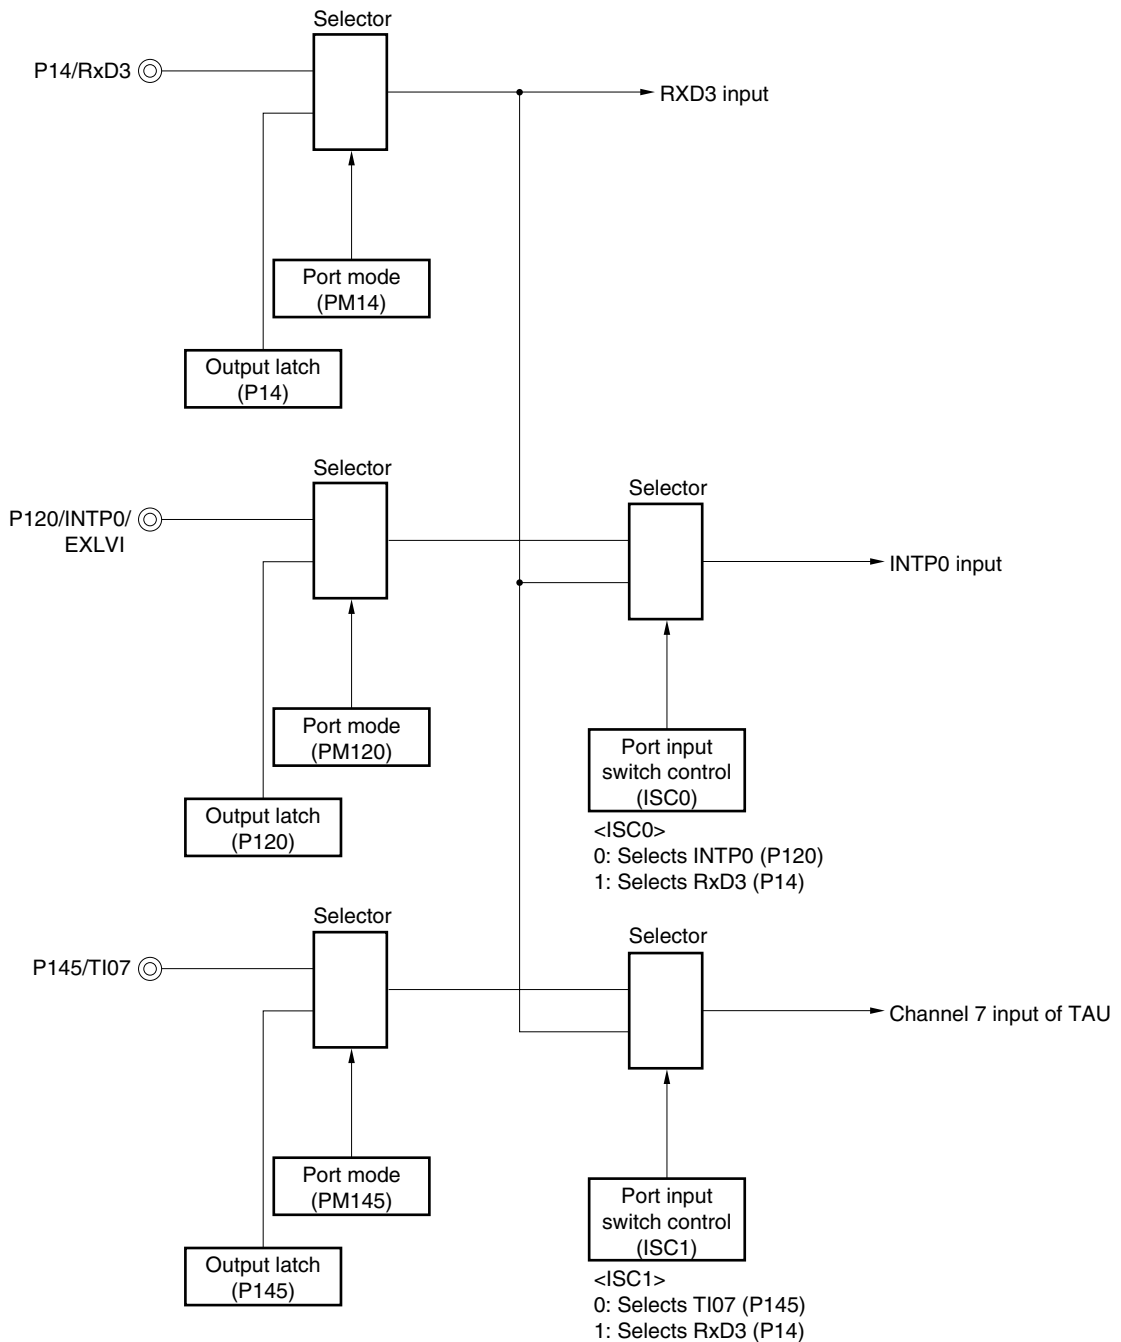 Selector
P14/RxD3
RXD3 input
Port mode
(PM14)
Output latch
(P14)
Selector
Selector
P120/INTP0/
EXLVI
INTP0 input
Port mode
(PM120)
Port input
switch control
(ISC0)
Output latch
(P120)
<ISC0>
0: Selects INTP0 (P120)
1: Selects RxD3 (P14)
Selector
Selector
P145/TI07
Channel 7 input of TAU
Port mode
(PM145)
Port input
switch control
(ISC1)
Output latch
(P145)
<ISC1>
0: Selects TI07 (P145)
1: Selects RxD3 (P14)